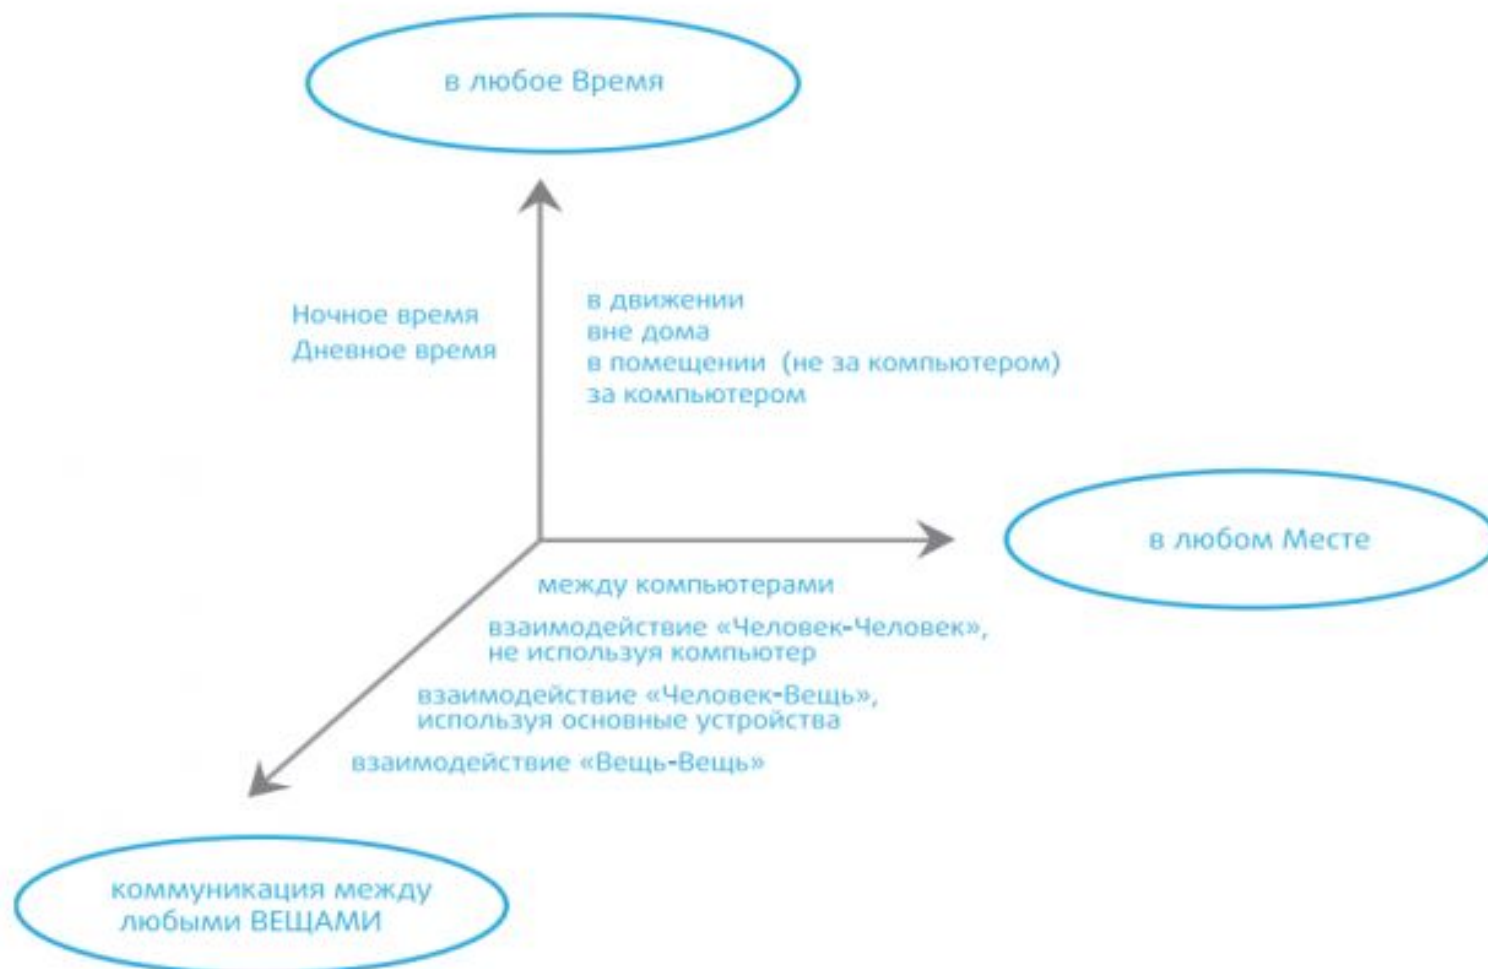 в любое Время
Ночное время
Дневное время
в движении
вне дома
в помещении (не за компьютером)
за компьютером
в любом Месте
между компьютерами
взаимодействие «Человек-Человек»,
не используя компьютер
взаимодействие «Человек-Вещь»,
используя основные устройства
взаимодействие «Вещь-Вещь»
коммуникация между
любыми ВЕЩАМИ